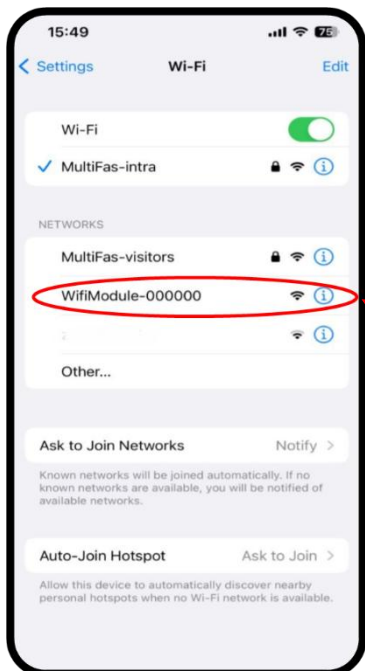 15:49 75
Settings Wi-Fi Edit
Wi-Fi
MultiFas-intra
NETWORKS
MultiFas-visitors
WifiModule-000000
Other...
Ask to Join Networks Notify
Known networks will be joined automatically. If no
known networks are available, you will be notified of
available networks.
Auto-Join Hotspot Ask to Join
Allow this device to automatically discover nearby
personal hotspots when no Wi-Fi network is available.